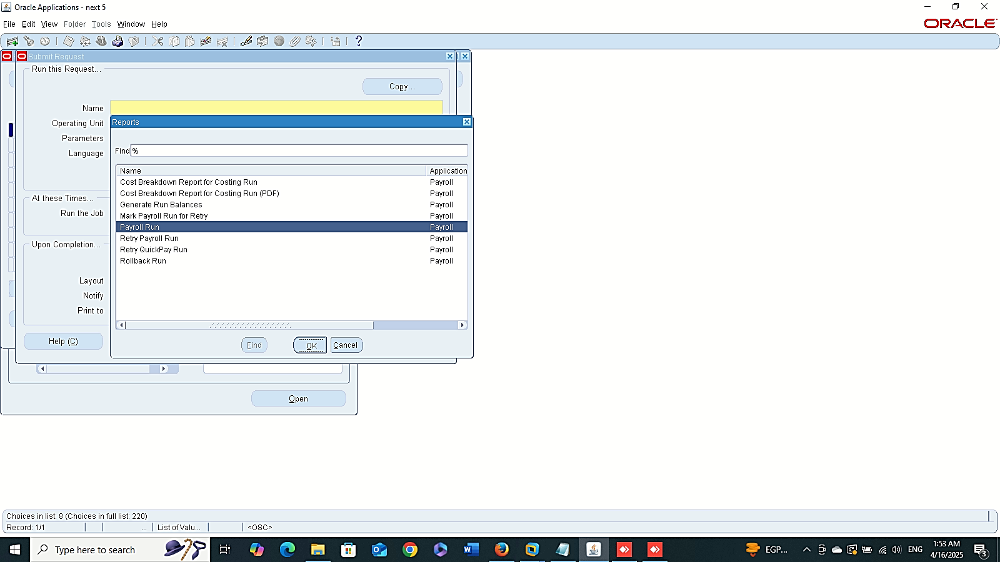 Oracle Applications - next 5
File Edit View Folder Tools Window Help
ORACLE
Submit Request
Run this Request...
Copy...
Name
Operating Unit
Parameters
Language
Reports
Find %
Name Application
Cost Breakdown Report for Costing Run Payroll
Cost Breakdown Report for Costing Run (PDF) Payroll
Generate Run Balances Payroll
Mark Payroll Run for Retry Payroll
Payroll Run Payroll
Retry Payroll Run Payroll
Retry QuickPay Run Payroll
Rollback Run Payroll
At these Times...
Run the Job
Upon Completion...
Layout
Notify
Print to
Help (C)
Find OK Cancel
Open
Choices in list: 8 (Choices in full list: 220)
Record: 1/1 ... List of Valu... <OSC>
Type here to search
EGP...
ENG
1:53 AM
4/16/2025
3